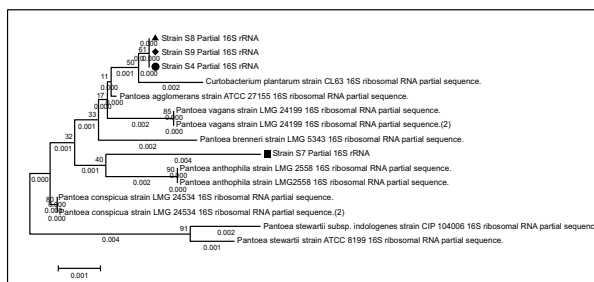 Strain S8 Partial 16S rRNA
0.000
61
Strain S9 Partial 16S rRNA
0.000
Strain S4 Partial 16S rRNA
50
0.000
0.001
Curtobacterium plantarum strain CL63 16S ribosomal RNA partial sequence.
11
0.002
0.000
Pantoea agglomerans strain ATCC 27155 16S ribosomal RNA partial sequence.
17
0.000
Pantoea vagans strain LMG 24199 16S ribosomal RNA partial sequence.
85
33
0.000
Pantoea vagans strain LMG 24199 16S ribosomal RNA partial sequence.(2)
0.002
0.000
0.001
Pantoea brenneri strain LMG 5343 16S ribosomal RNA partial sequence.
32
0.002
Strain S7 Partial 16S rRNA
40
0.004
0.001
Pantoea anthophila strain LMG 2558 16S ribosomal RNA partial sequence.
90
0.000
Pantoea anthophila strain LMG2558 16S ribosomal RNA partial sequence.
0.002
0.000
0.000
Pantoea conspicua strain LMG 24534 16S ribosomal RNA partial sequence.
80
0.000
Pantoea conspicua strain LMG 24534 16S ribosomal RNA partial sequence.(2)
0.000
Pantoea stewartii subsp. indologenes strain CIP 104006 16S ribosomal RNA partial sequence.
91
0.002
0.004
Pantoea stewartii strain ATCC 8199 16S ribosomal RNA partial sequence.
0.001
0.001